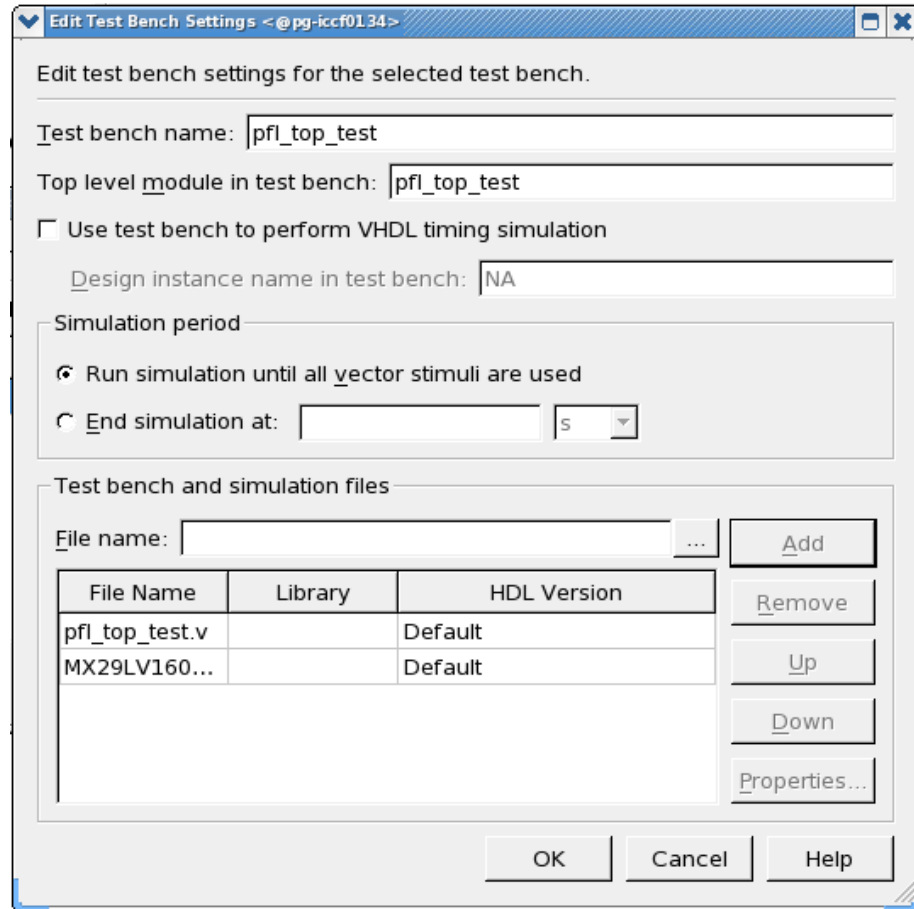 Edit Test Bench Settings <@pg-iccf0134>
Edit test bench settings for the selected test bench.
Test bench name: pfl_top_test
Top level module in test bench: pfl_top_test
Use test bench to perform VHDL timing simulation
Design instance name in test bench: NA
Simulation period
Run simulation until all vector stimuli are used
End simulation at: s
Test bench and simulation files
File name: ... Add
File Name Library HDL Version
Remove
pfl_top_test.v Default
MX29LV160... Default
Up
Down
Properties...
OK Cancel Help